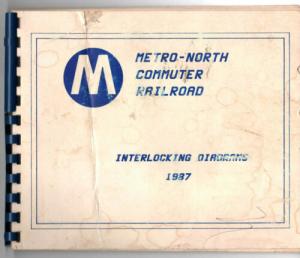 M
METRO-NORTH
COMMUTER
RAILROAD
INTERLOCKING DIAGRAMS
1987